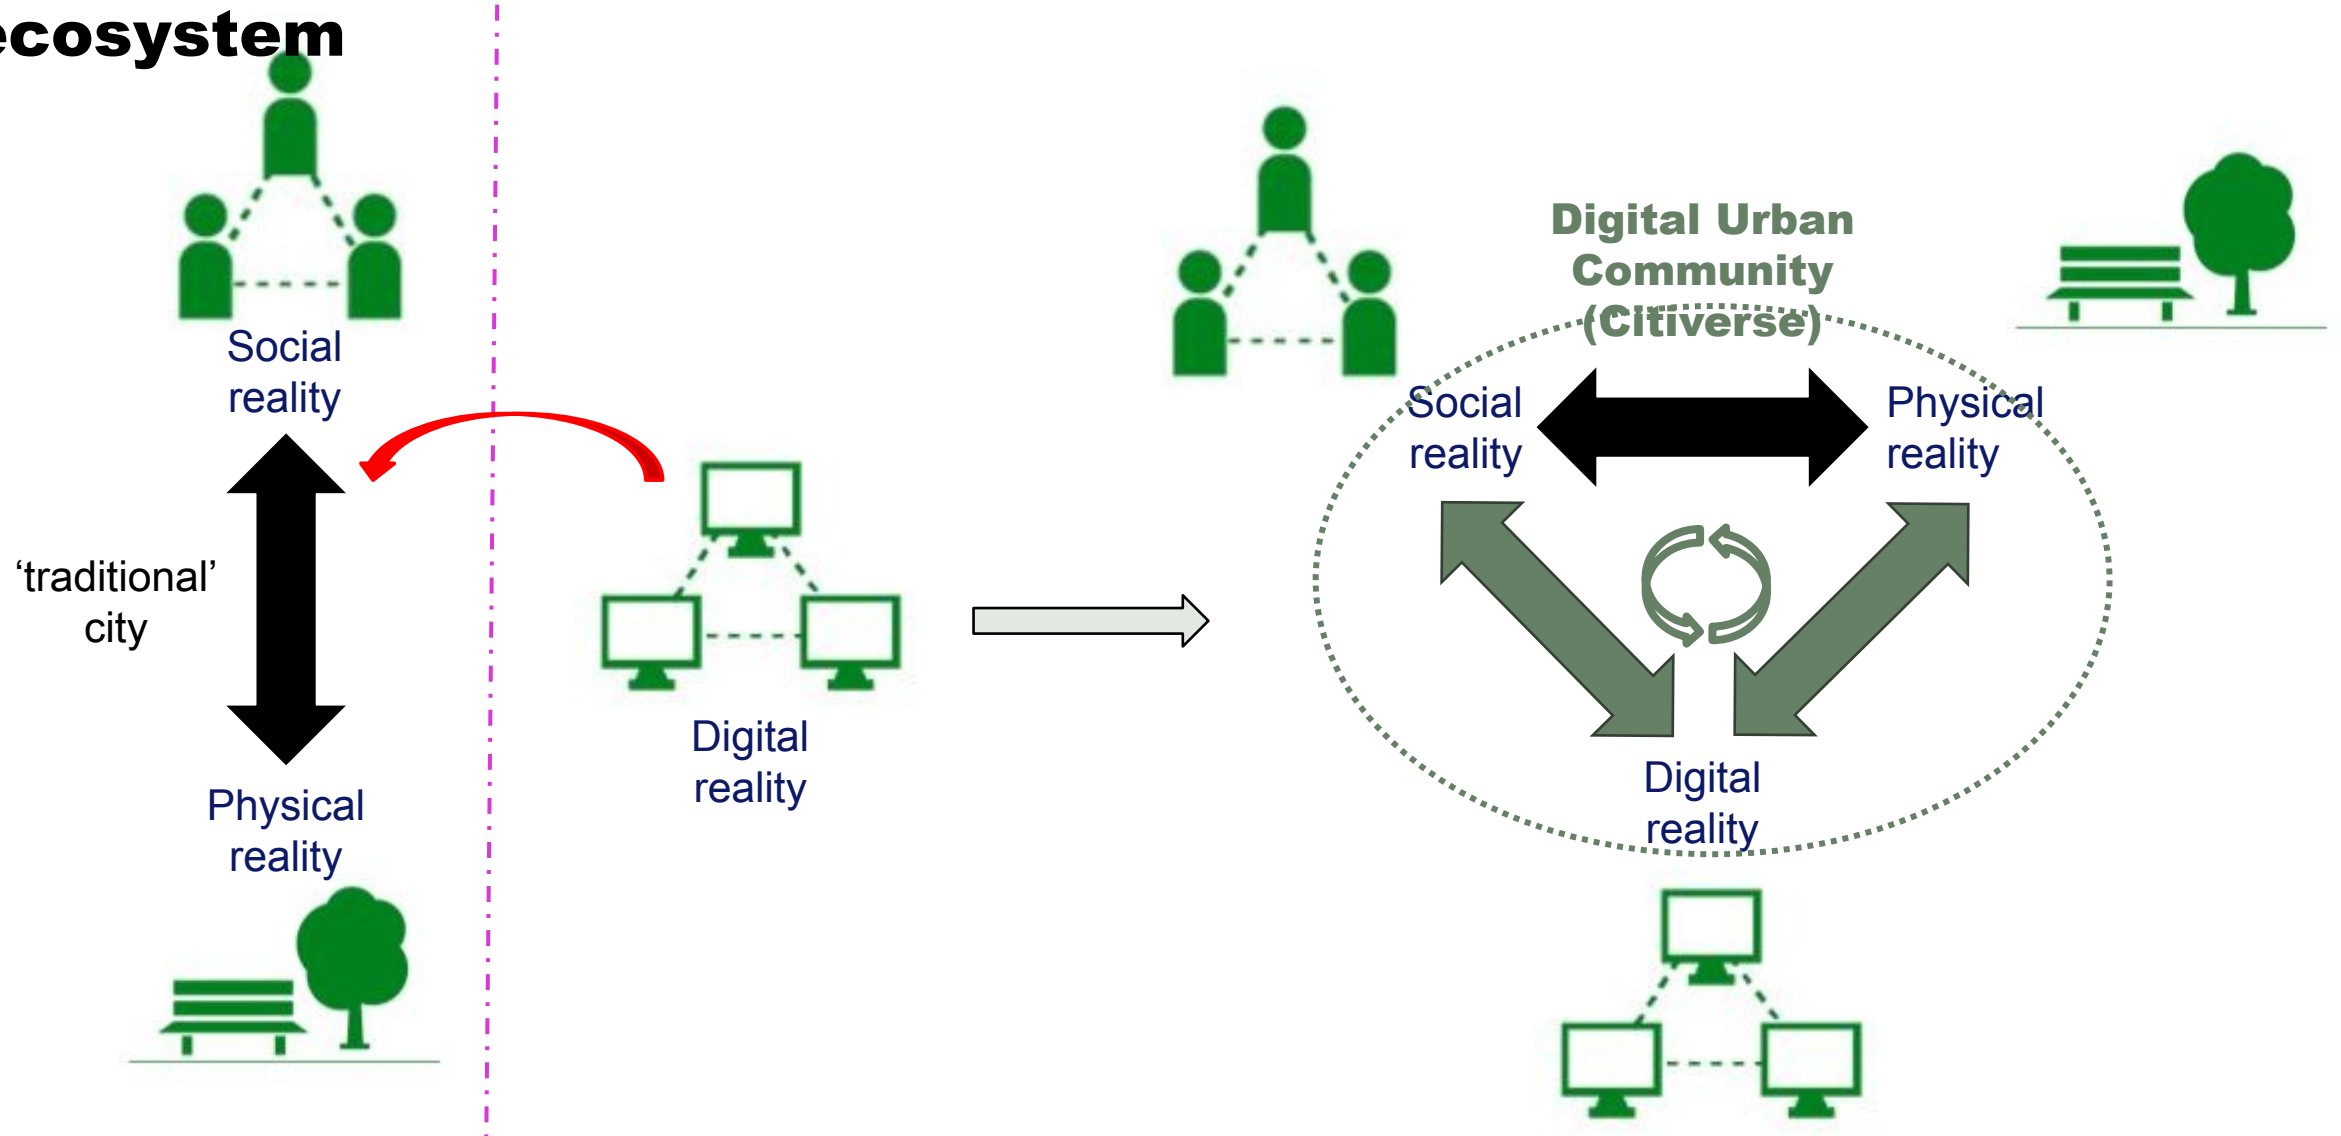 ecosystem
Social
reality
‘traditional’
city
Physical
reality
Digital
reality
Digital Urban
Community
(Citiverse)
Social
reality
Physical
reality
Digital
reality